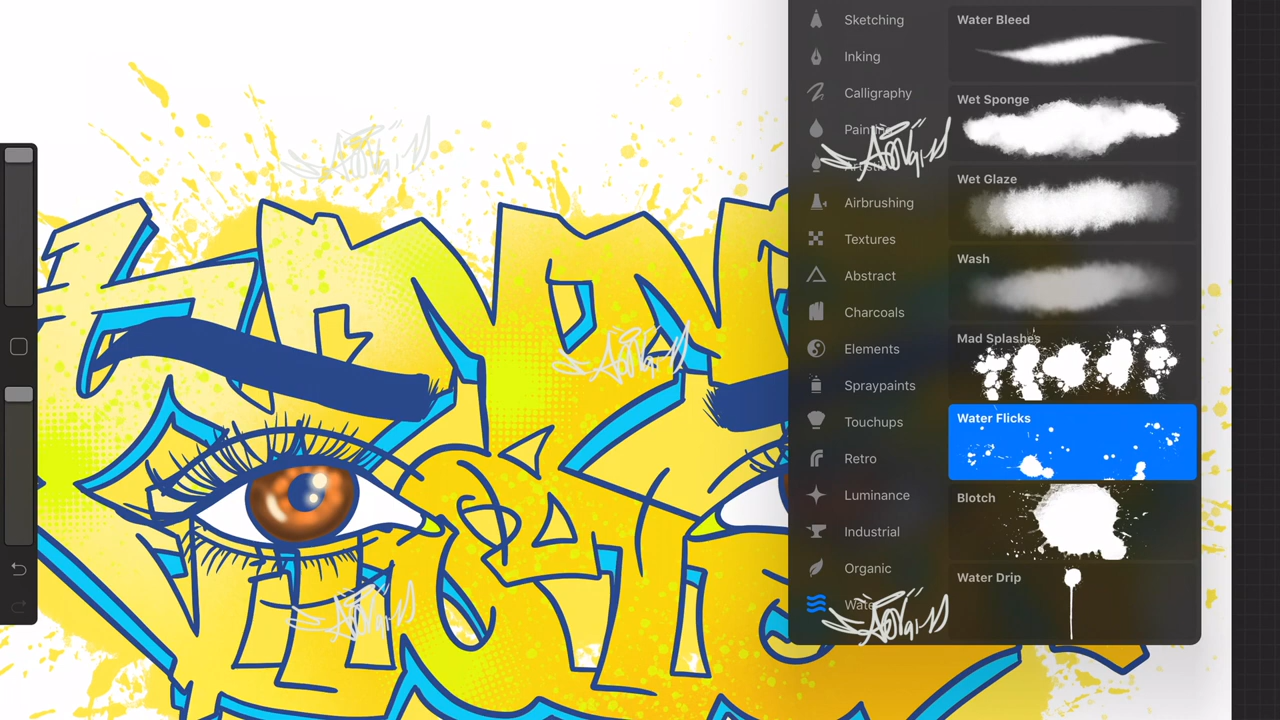 Sketching
Inking
Calligraphy
Airbrushing
Textures
Abstract
Charcoals
Elements
Spraypaints
Touchups
Retro
Luminance
Industrial
Organic
Water Bleed
Wet Sponge
Wet Glaze
Wash
Mad Splashes
Water Flicks
Blotch
Water Drip